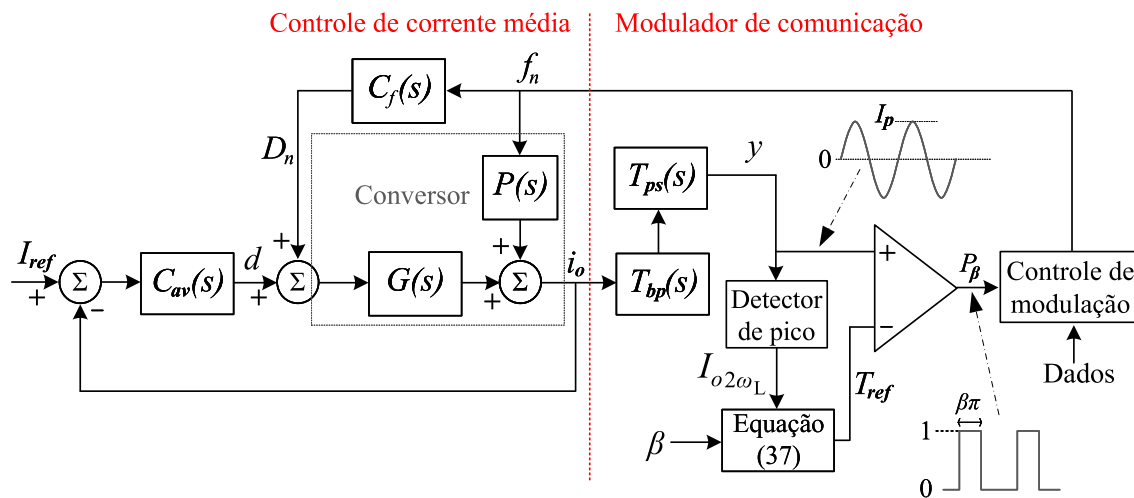 Controle de corrente média
Modulador de comunicação
C_f(s)
f_n
D_n
P(s)
Conversor
I_ref
+
−
Σ
C_av(s)
d
+
+
Σ
G(s)
+
+
Σ
i_o
T_ps(s)
T_bp(s)
y
I_p
0
Detector
de pico
I_o2ω_L
β
Equação
(37)
T_ref
+
−
P_β
Controle de
modulação
Dados
βπ
1
0